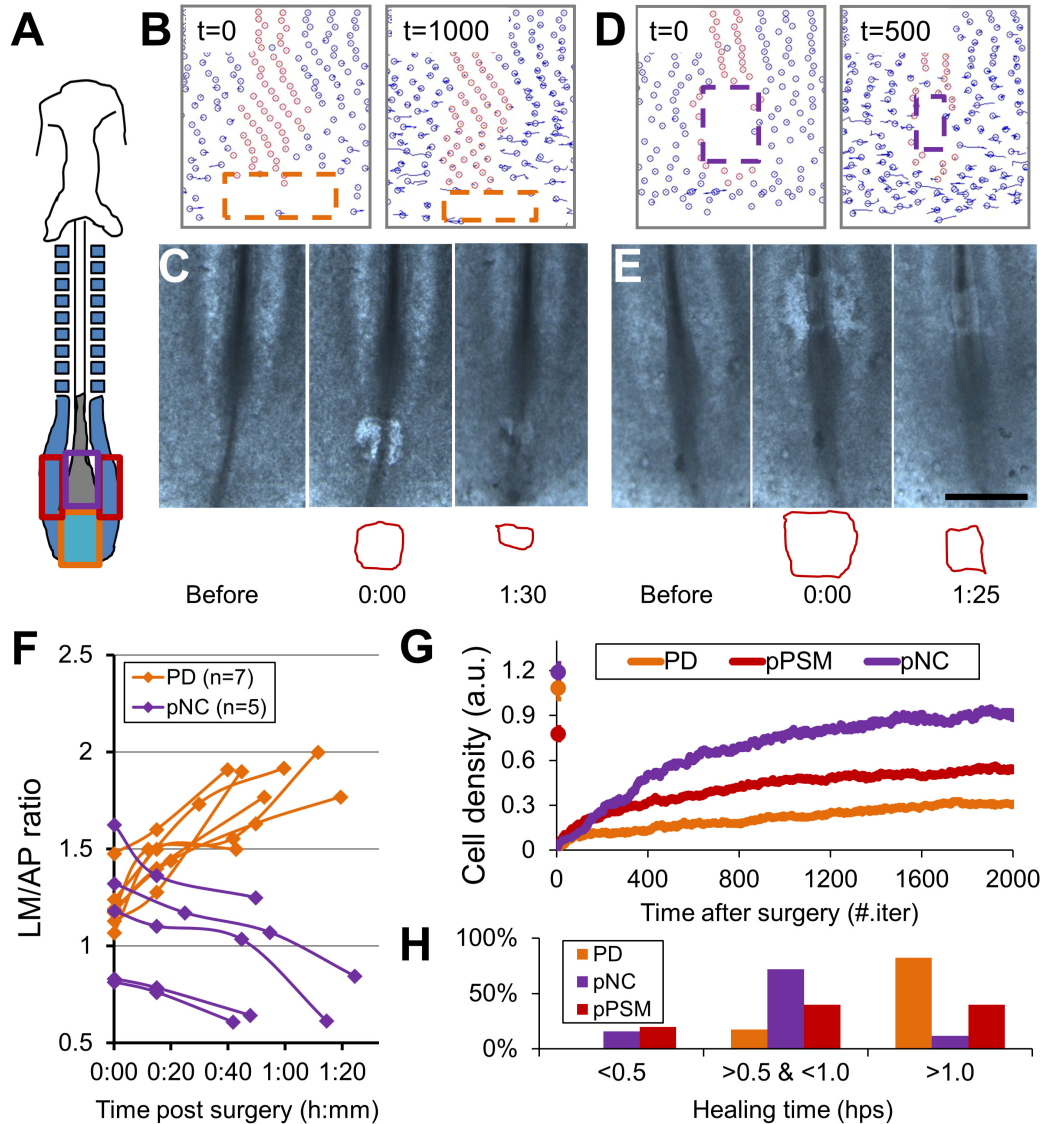 A
B
t=0
t=1000
D
t=0
t=500
C
E
Before
0:00
1:30
Before
0:00
1:25
F
2.5
2
1.5
1
0.5
LM/AP ratio
PD (n=7)
pNC (n=5)
0:00 0:20 0:40 1:00 1:20
Time post surgery (h:mm)
G
PD pPSM pNC
1.2
0.9
0.6
0.3
0
Cell density (a.u.)
0 400 800 1200 1600 2000
Time after surgery (#.iter)
H
100%
50%
0%
PD
pNC
pPSM
<0.5 >0.5 & <1.0 >1.0
Healing time (hps)